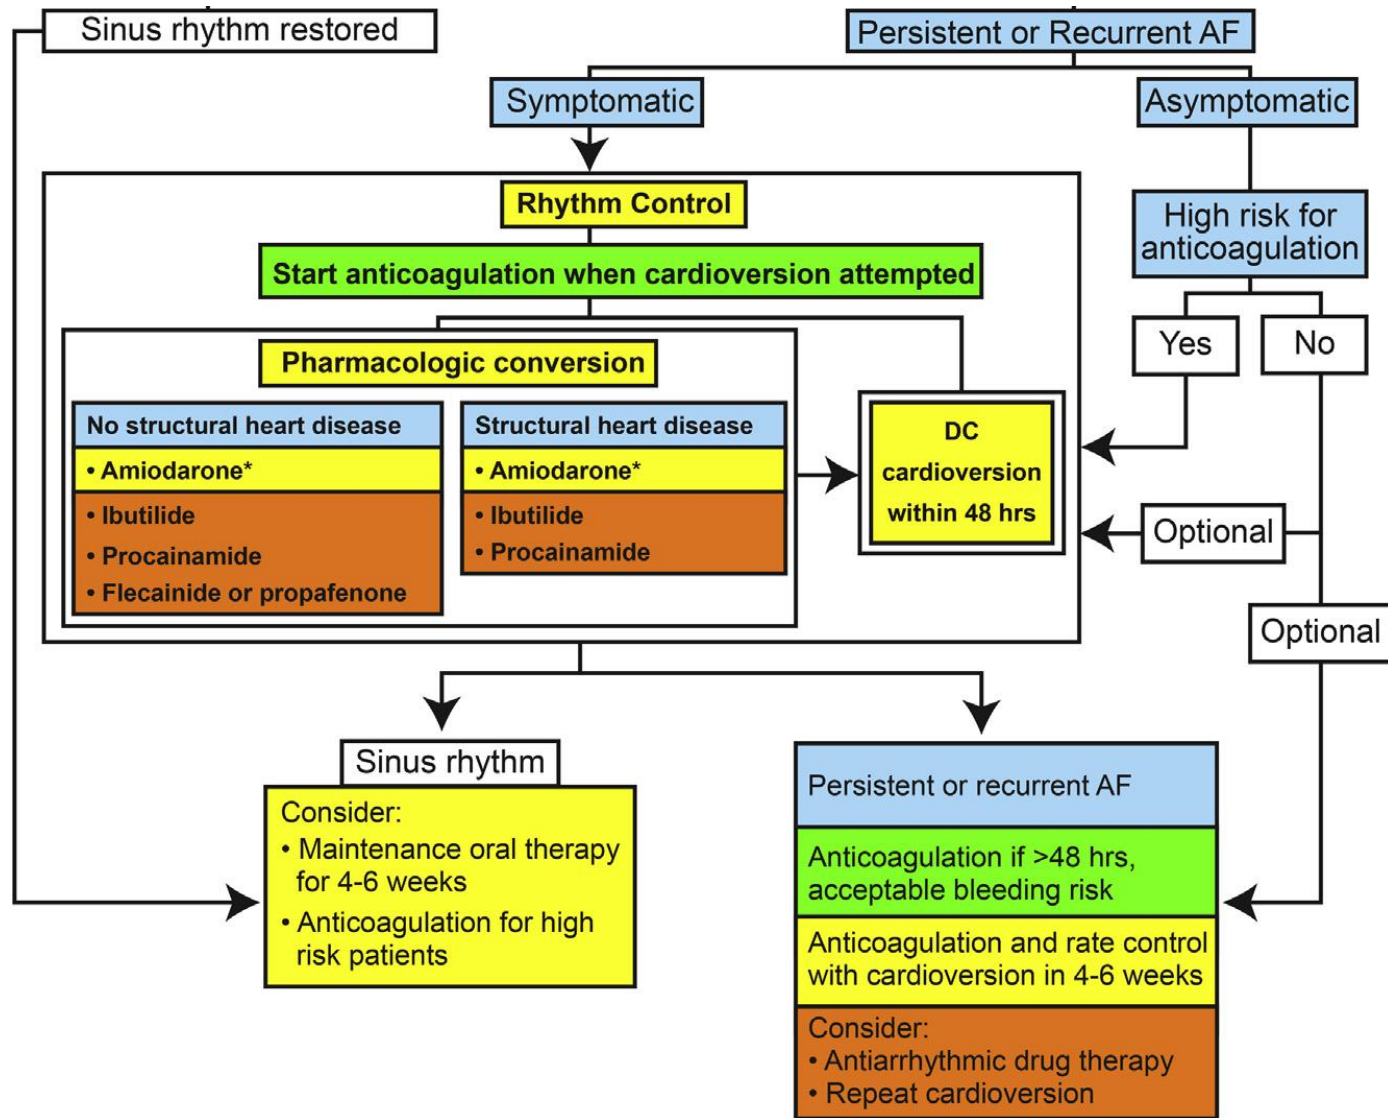 Sinus rhythm restored
Persistent or Recurrent AF
Symptomatic
Asymptomatic
Rhythm Control
High risk for
anticoagulation
Start anticoagulation when cardioversion attempted
Yes
No
Pharmacologic conversion
No structural heart disease
• Amiodarone*
• Ibutilide
• Procainamide
• Flecainide or propafenone
Structural heart disease
• Amiodarone*
• Ibutilide
• Procainamide
DC
cardioversion
within 48 hrs
Optional
Optional
Sinus rhythm
Consider:
• Maintenance oral therapy
for 4-6 weeks
• Anticoagulation for high
risk patients
Persistent or recurrent AF
Anticoagulation if >48 hrs,
acceptable bleeding risk
Anticoagulation and rate control
with cardioversion in 4-6 weeks
Consider:
• Antiarrhythmic drug therapy
• Repeat cardioversion